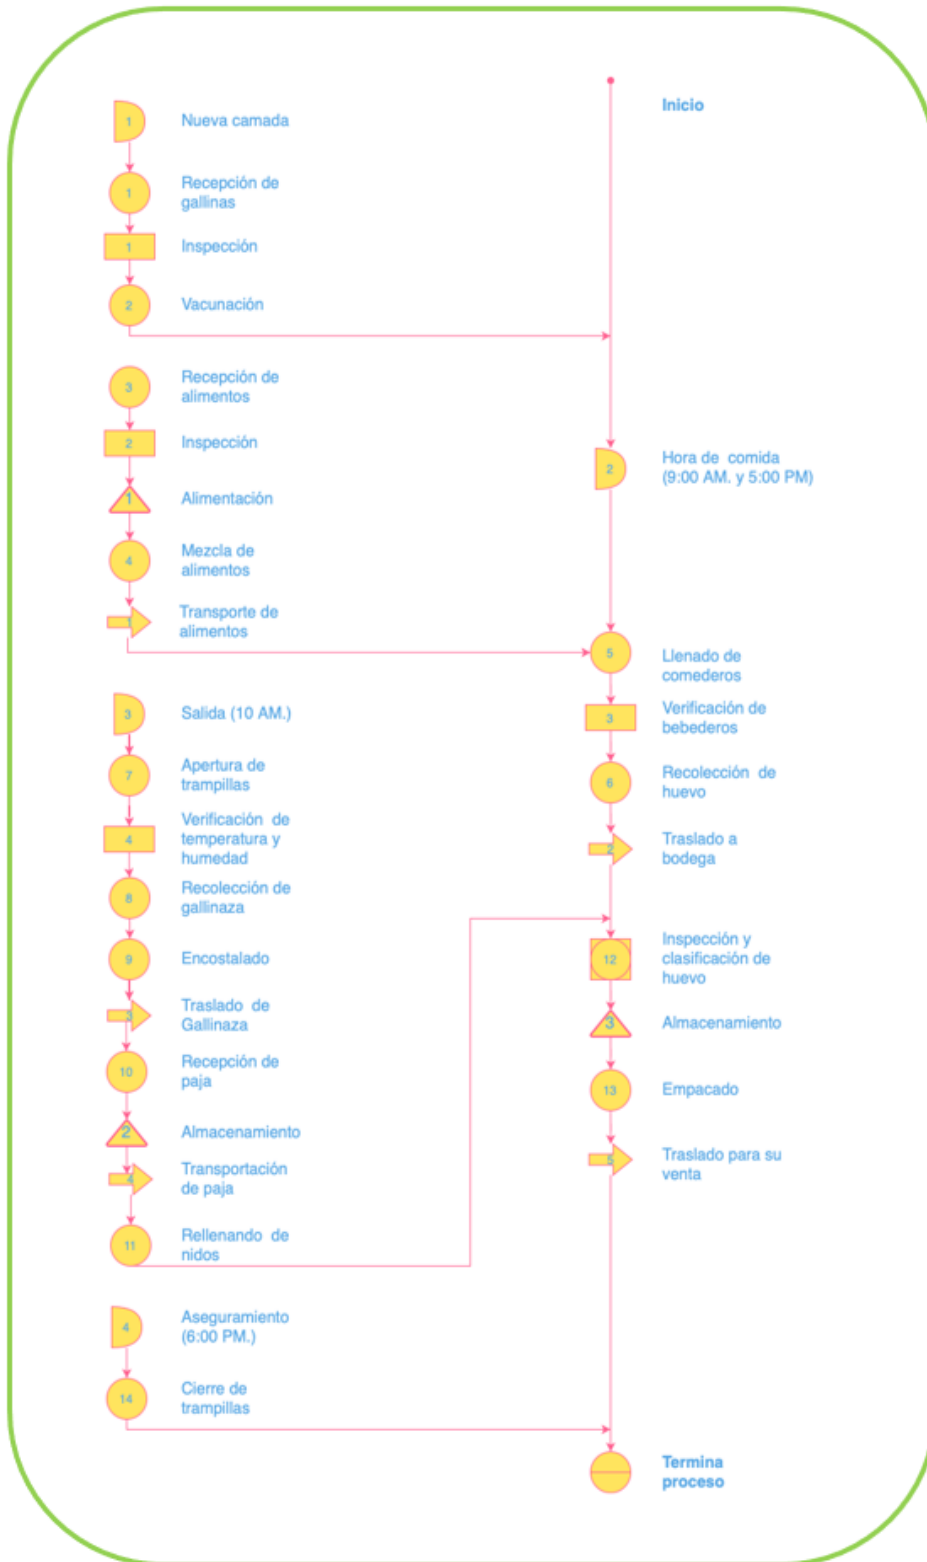 Inicio
1
Nueva camada
1
Recepción de
gallinas
1
Inspección
2
Vacunación
3
Recepción de
alimentos
2
Inspección
1
Alimentación
4
Mezcla de
alimentos
1
Transporte de
alimentos
2
Hora de comida
(9:00 AM. y 5:00 PM)
5
Llenado de
comederos
3
Verificación de
bebederos
6
Recolección de
huevo
2
Traslado a
bodega
3
Salida (10 AM.)
7
Apertura de
trampillas
4
Verificación de
temperatura y
humedad
8
Recolección de
gallinaza
9
Encostalado
3
Traslado de
Gallinaza
10
Recepción de
paja
2
Almacenamiento
4
Transportación
de paja
11
Rellenando de
nidos
12
Inspección y
clasificación de
huevo
3
Almacenamiento
13
Empacado
5
Traslado para su
venta
4
Aseguramiento
(6:00 PM.)
14
Cierre de
trampillas
Termina
proceso